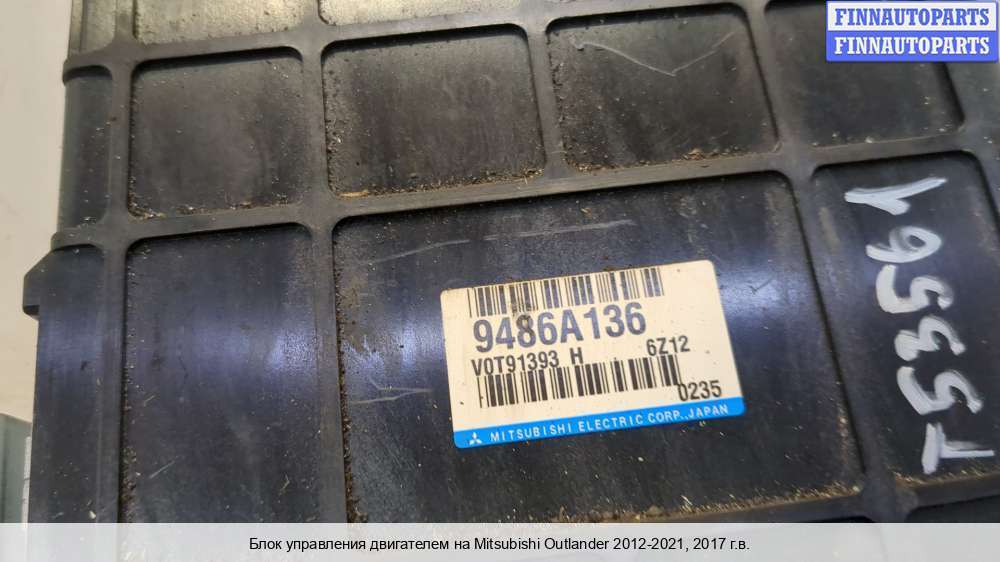 FINNAUTOPARTS
FINNAUTOPARTS
9486A136
V0T91393 H 6Z12
0235
MITSUBISHI ELECTRIC CORP., JAPAN
Блок управления двигателем на Mitsubishi Outlander 2012-2021, 2017 г.в.